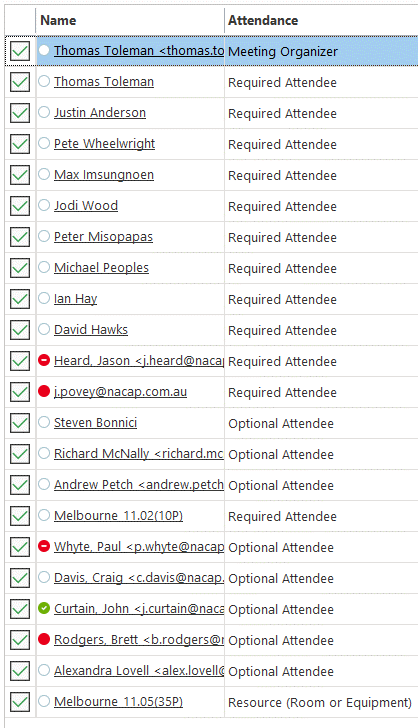 Name Attendance
Thomas Toleman <thomas.to Meeting Organizer
Thomas Toleman Required Attendee
Justin Anderson Required Attendee
Pete Wheelwright Required Attendee
Max Imsungnoen Required Attendee
Jodi Wood Required Attendee
Peter Misopapas Required Attendee
Michael Peoples Required Attendee
Ian Hay Required Attendee
David Hawks Required Attendee
Heard, Jason <j.heard@nacap Required Attendee
j.povey@nacap.com.au Required Attendee
Steven Bonnici Optional Attendee
Richard McNally <richard.mc Optional Attendee
Andrew Petch <andrew.petch Optional Attendee
Melbourne 11.02(10P) Required Attendee
Whyte, Paul <p.whyte@nacap Optional Attendee
Davis, Craig <c.davis@nacap. Optional Attendee
Curtain, John <j.curtain@naca Optional Attendee
Rodgers, Brett <b.rodgers@n Optional Attendee
Alexandra Lovell <alex.lovell@ Optional Attendee
Melbourne 11.05(35P) Resource (Room or Equipment)